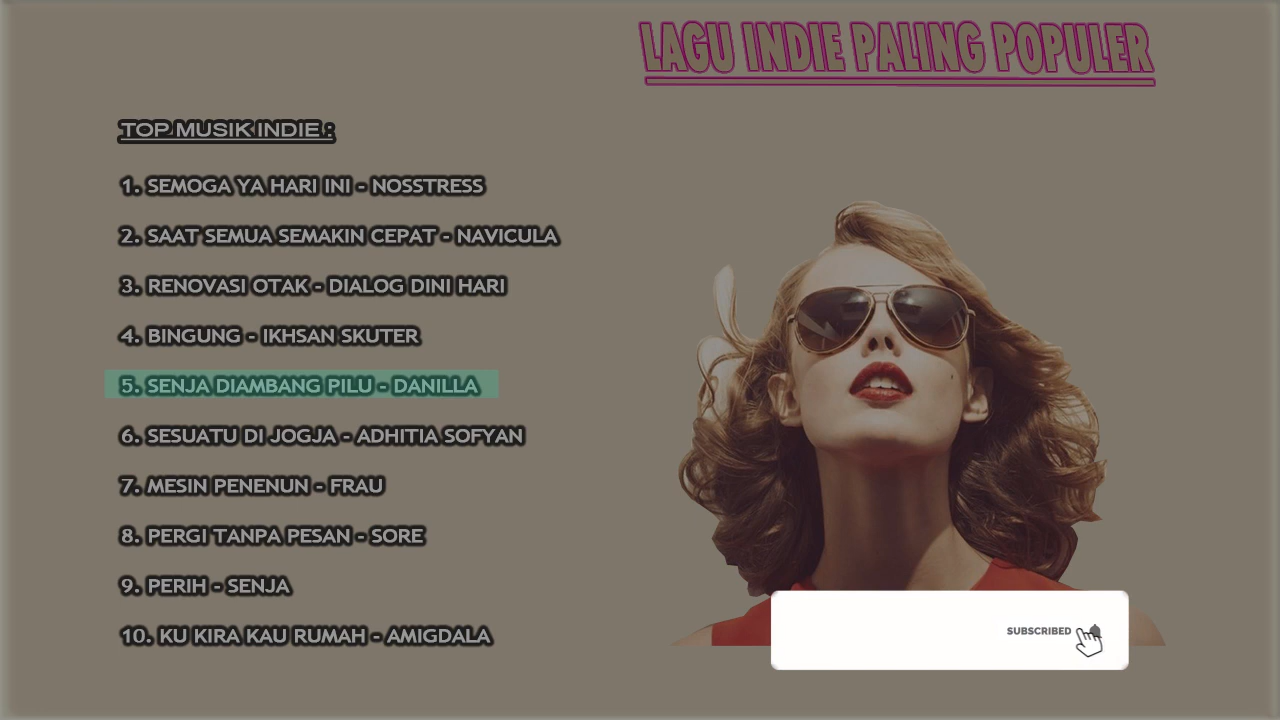 LAGU INDIE PALING POPULER
TOP MUSIK INDIE :
1. SEMOGA YA HARI INI - NOSSTRESS
2. SAAT SEMUA SEMAKIN CEPAT - NAVICULA
3. RENOVASI OTAK - DIALOG DINI HARI
4. BINGUNG - IKHSAN SKUTER
5. SENJA DIAMBANG PILU - DANILLA
6. SESUATU DI JOGJA - ADHITIA SOFYAN
7. MESIN PENENUN - FRAU
8. PERGI TANPA PESAN - SORE
9. PERIH - SENJA
10. KU KIRA KAU RUMAH - AMIGDALA
SUBSCRIBED